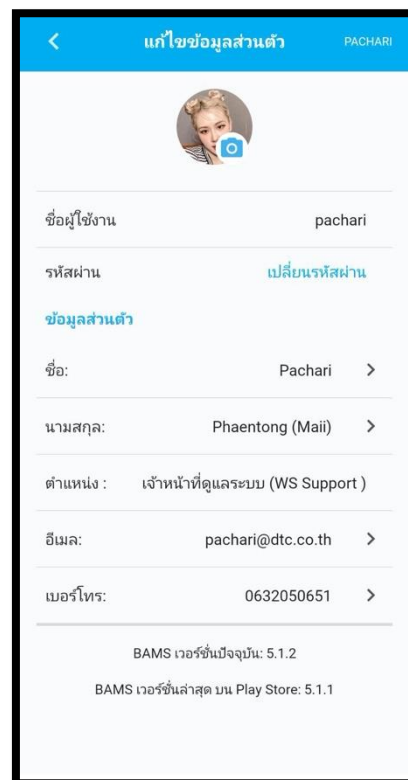 แก้ไขข้อมูลส่วนตัว PACHARI
ชื่อผู้ใช้งาน pachari
รหัสผ่าน เปลี่ยนรหัสผ่าน
ข้อมูลส่วนตัว
ชื่อ: Pachari
นามสกุล: Phaentong (Maii)
ตำแหน่ง : เจ้าหน้าที่ดูแลระบบ (WS Support )
อีเมล: pachari@dtc.co.th
เบอร์โทร: 0632050651
BAMS เวอร์ชั่นปัจจุบัน: 5.1.2
BAMS เวอร์ชั่นล่าสุด บน Play Store: 5.1.1